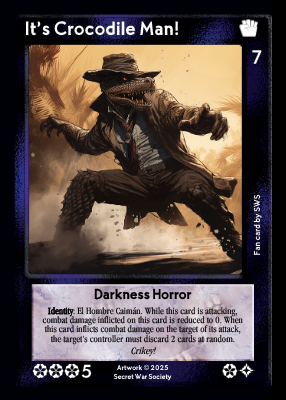 It's Crocodile Man!
7
Fan card by SWS
Darkness Horror
Identity: El Hombre Caimán. While this card is attacking,
combat damage inflicted on this card is reduced to 0. When
this card inflicts combat damage on the target of its attack,
the target's controller must discard 2 cards at random.
Crikey!
5
Artwork © 2025
Secret War Society